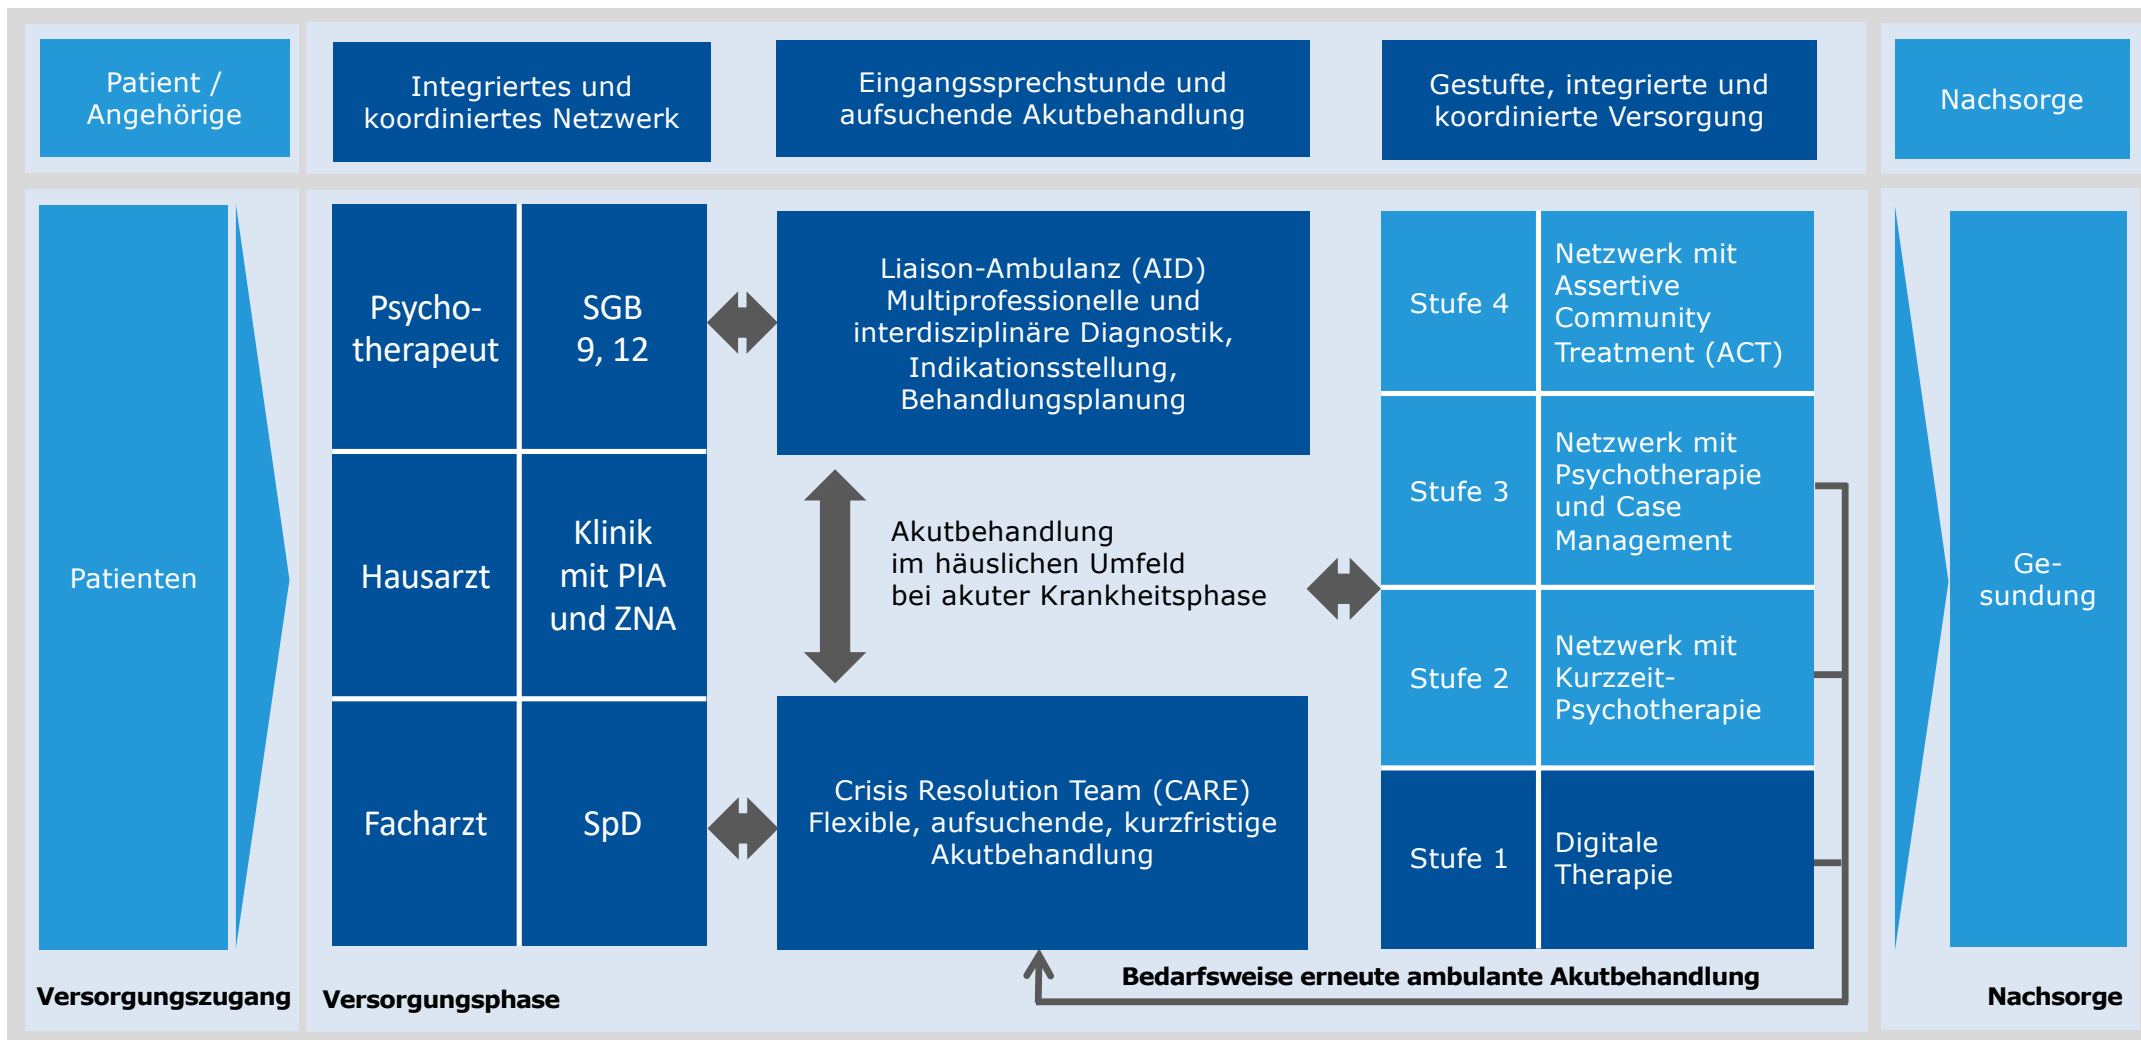 Patient /
Angehörige
Integriertes und
koordiniertes Netzwerk
Eingangssprechstunde und
aufsuchende Akutbehandlung
Gestufte, integrierte und
koordinierte Versorgung
Nachsorge
Patienten
Psycho-
therapeut
SGB
9, 12
Hausarzt
Klinik
mit PIA
und ZNA
Facharzt
SpD
Liaison-Ambulanz (AID)
Multiprofessionelle und
interdisziplinäre Diagnostik,
Indikationsstellung,
Behandlungsplanung
Akutbehandlung
im häuslichen Umfeld
bei akuter Krankheitsphase
Crisis Resolution Team (CARE)
Flexible, aufsuchende, kurzfristige
Akutbehandlung
Stufe 4
Netzwerk mit
Assertive
Community
Treatment (ACT)
Stufe 3
Netzwerk mit
Psychotherapie
und Case
Management
Stufe 2
Netzwerk mit
Kurzzeit-
Psychotherapie
Stufe 1
Digitale
Therapie
Ge-
sundung
Bedarfsweise erneute ambulante Akutbehandlung
Versorgungszugang
Versorgungsphase
Nachsorge